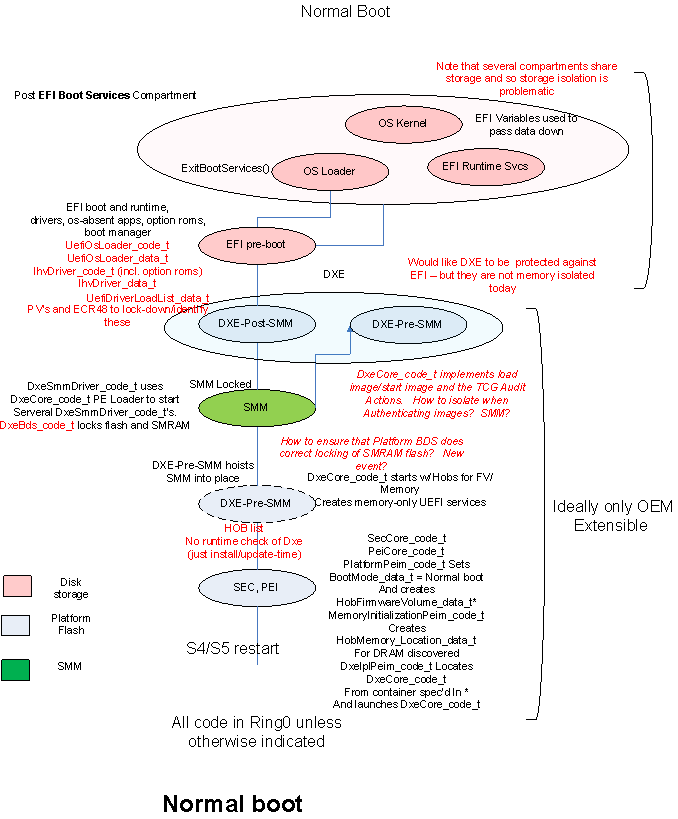 Normal Boot
Note that several compartments share
storage and so storage isolation is
problematic
Post EFI Boot Services Compartment
OS Kernel
EFI Variables used to
pass data down
ExitBootServices()
OS Loader
EFI Runtime Svcs
EFI boot and runtime,
drivers, os-absent apps, option roms,
boot manager
UefiOsLoader_code_t
UefiOsLoader_data_t
IhvDriver_code_t (incl. option roms)
IhvDriver_data_t
UefiDriverLoadList_data_t
PV's and ECR48 to lock-down/identify
these
EFI pre-boot
DXE
Would like DXE to be protected against
EFI – but they are not memory isolated
today
DXE-Post-SMM
DXE-Pre-SMM
DxeSmmDriver_code_t uses
DxeCore_code_t PE Loader to start
Serveral DxeSmmDriver_code_t's.
DxeBds_code_t locks flash and SMRAM
SMM Locked
SMM
DxeCore_code_t implements load
image/start image and the TCG Audit
Actions. How to isolate when
Authenticating images? SMM?
How to ensure that Platform BDS does
correct locking of SMRAM flash? New
event?
DXE-Pre-SMM hoists
SMM into place
DxeCore_code_t starts w/Hobs for FV/
Memory
Creates memory-only UEFI services
DXE-Pre-SMM
Ideally only OEM
Extensible
HOB list
No runtime check of Dxe
(just install/update-time)
SEC, PEI
SecCore_code_t
PeiCore_code_t
PlatformPeim_code_t Sets
BootMode_data_t = Normal boot
And creates
HobFirmwareVolume_data_t*
MemoryInitializationPeim_code_t
Creates
HobMemory_Location_data_t
For DRAM discovered
DxeIplPeim_code_t Locates
DxeCore_code_t
From container spec'd In *
And launches DxeCore_code_t
Disk
storage
Platform
Flash
SMM
S4/S5 restart
All code in Ring0 unless
otherwise indicated
Normal boot